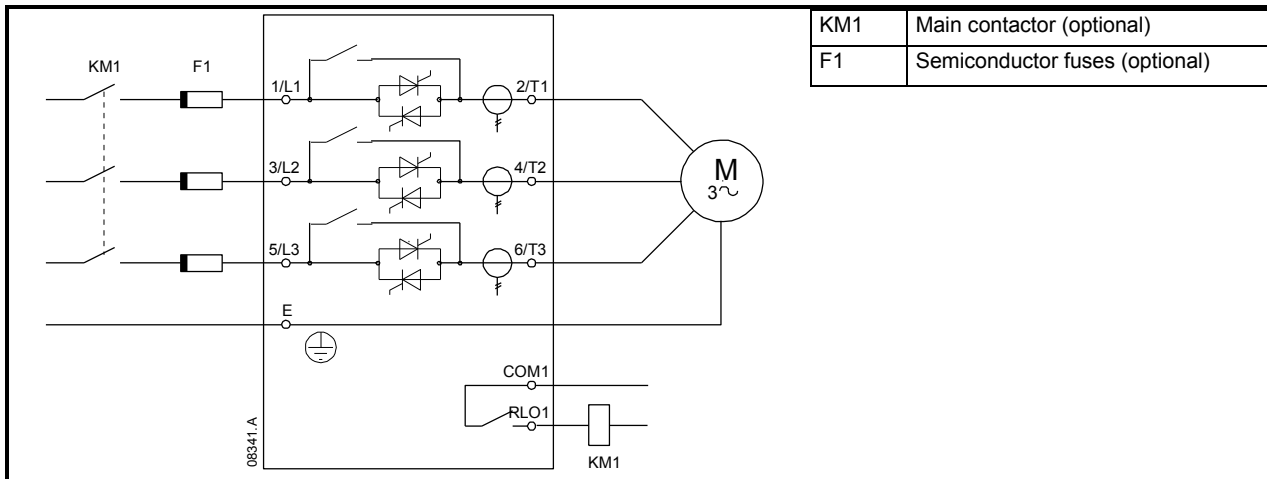 KM1 Main contactor (optional)
F1 Semiconductor fuses (optional)
KM1 F1
1/L1 2/T1
3/L2 4/T2
M
3~
5/L3 6/T3
E
COM1
RLO1
KM1
08341.A